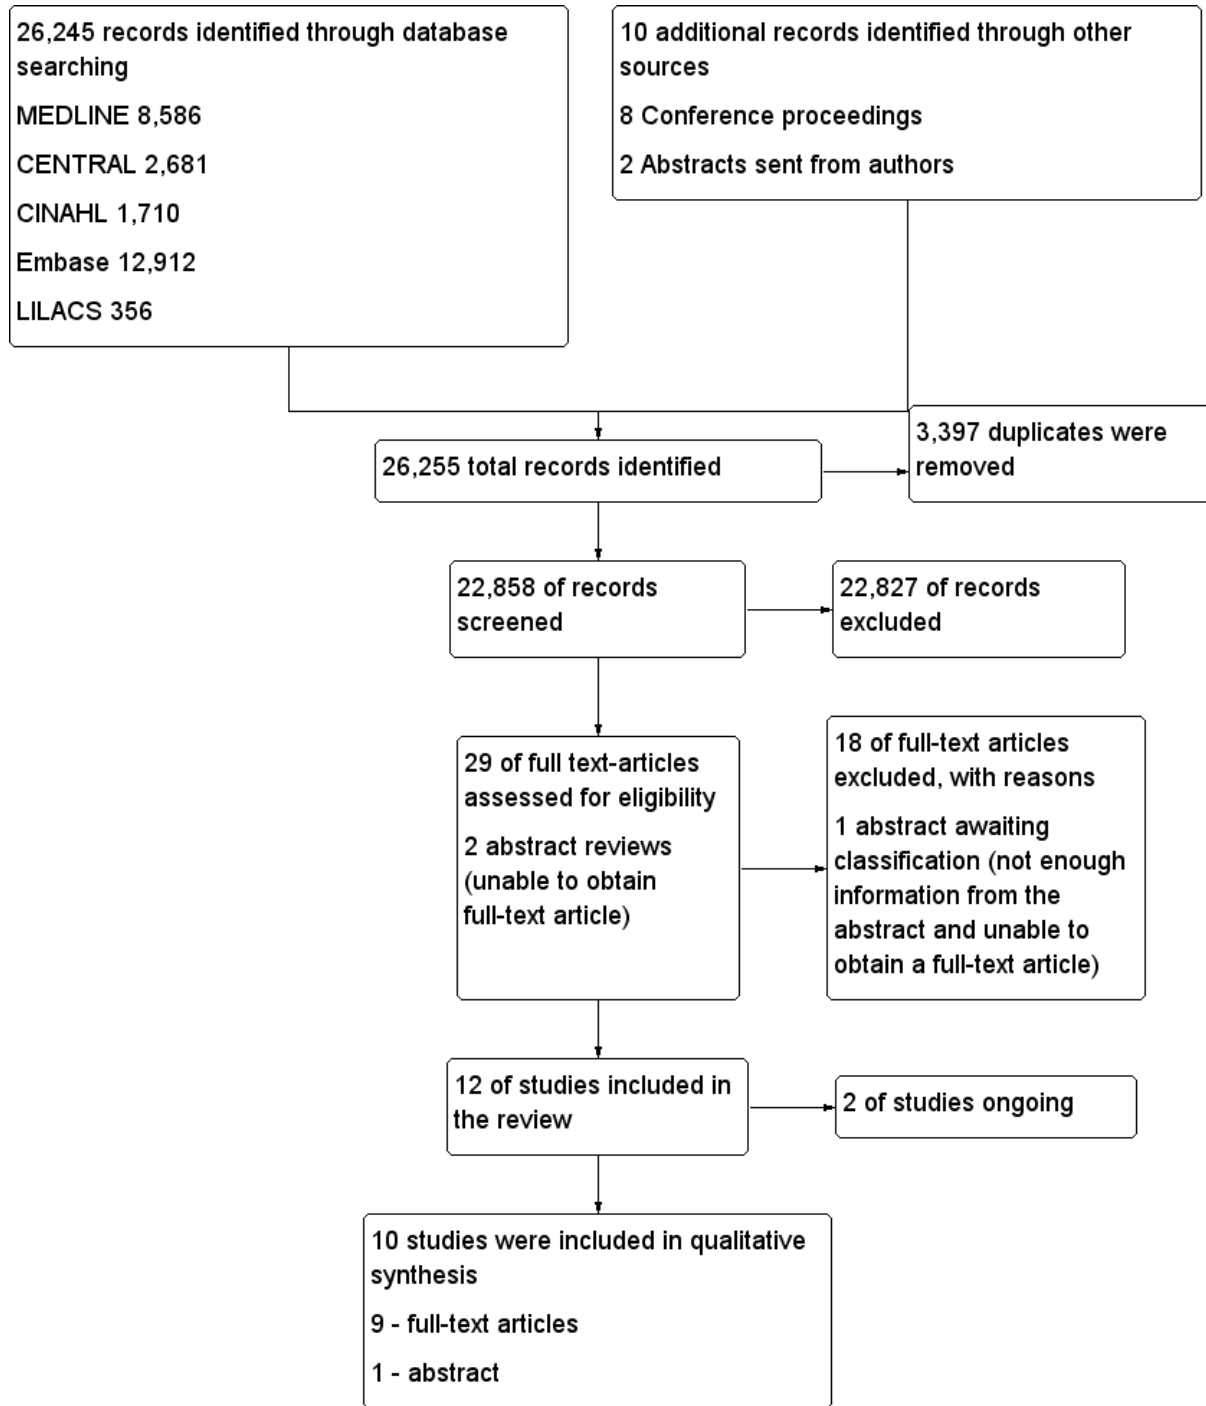 26,245 records identified through database
searching
MEDLINE 8,586
CENTRAL 2,681
CINAHL 1,710
Embase 12,912
LILACS 356
10 additional records identified through other
sources
8 Conference proceedings
2 Abstracts sent from authors
26,255 total records identified
3,397 duplicates were
removed
22,858 of records
screened
22,827 of records
excluded
29 of full text-articles
assessed for eligibility
2 abstract reviews
(unable to obtain
full-text article)
18 of full-text articles
excluded, with reasons
1 abstract awaiting
classification (not enough
information from the
abstract and unable to
obtain a full-text article)
12 of studies included in
the review
2 of studies ongoing
10 studies were included in qualitative
synthesis
9 - full-text articles
1 - abstract